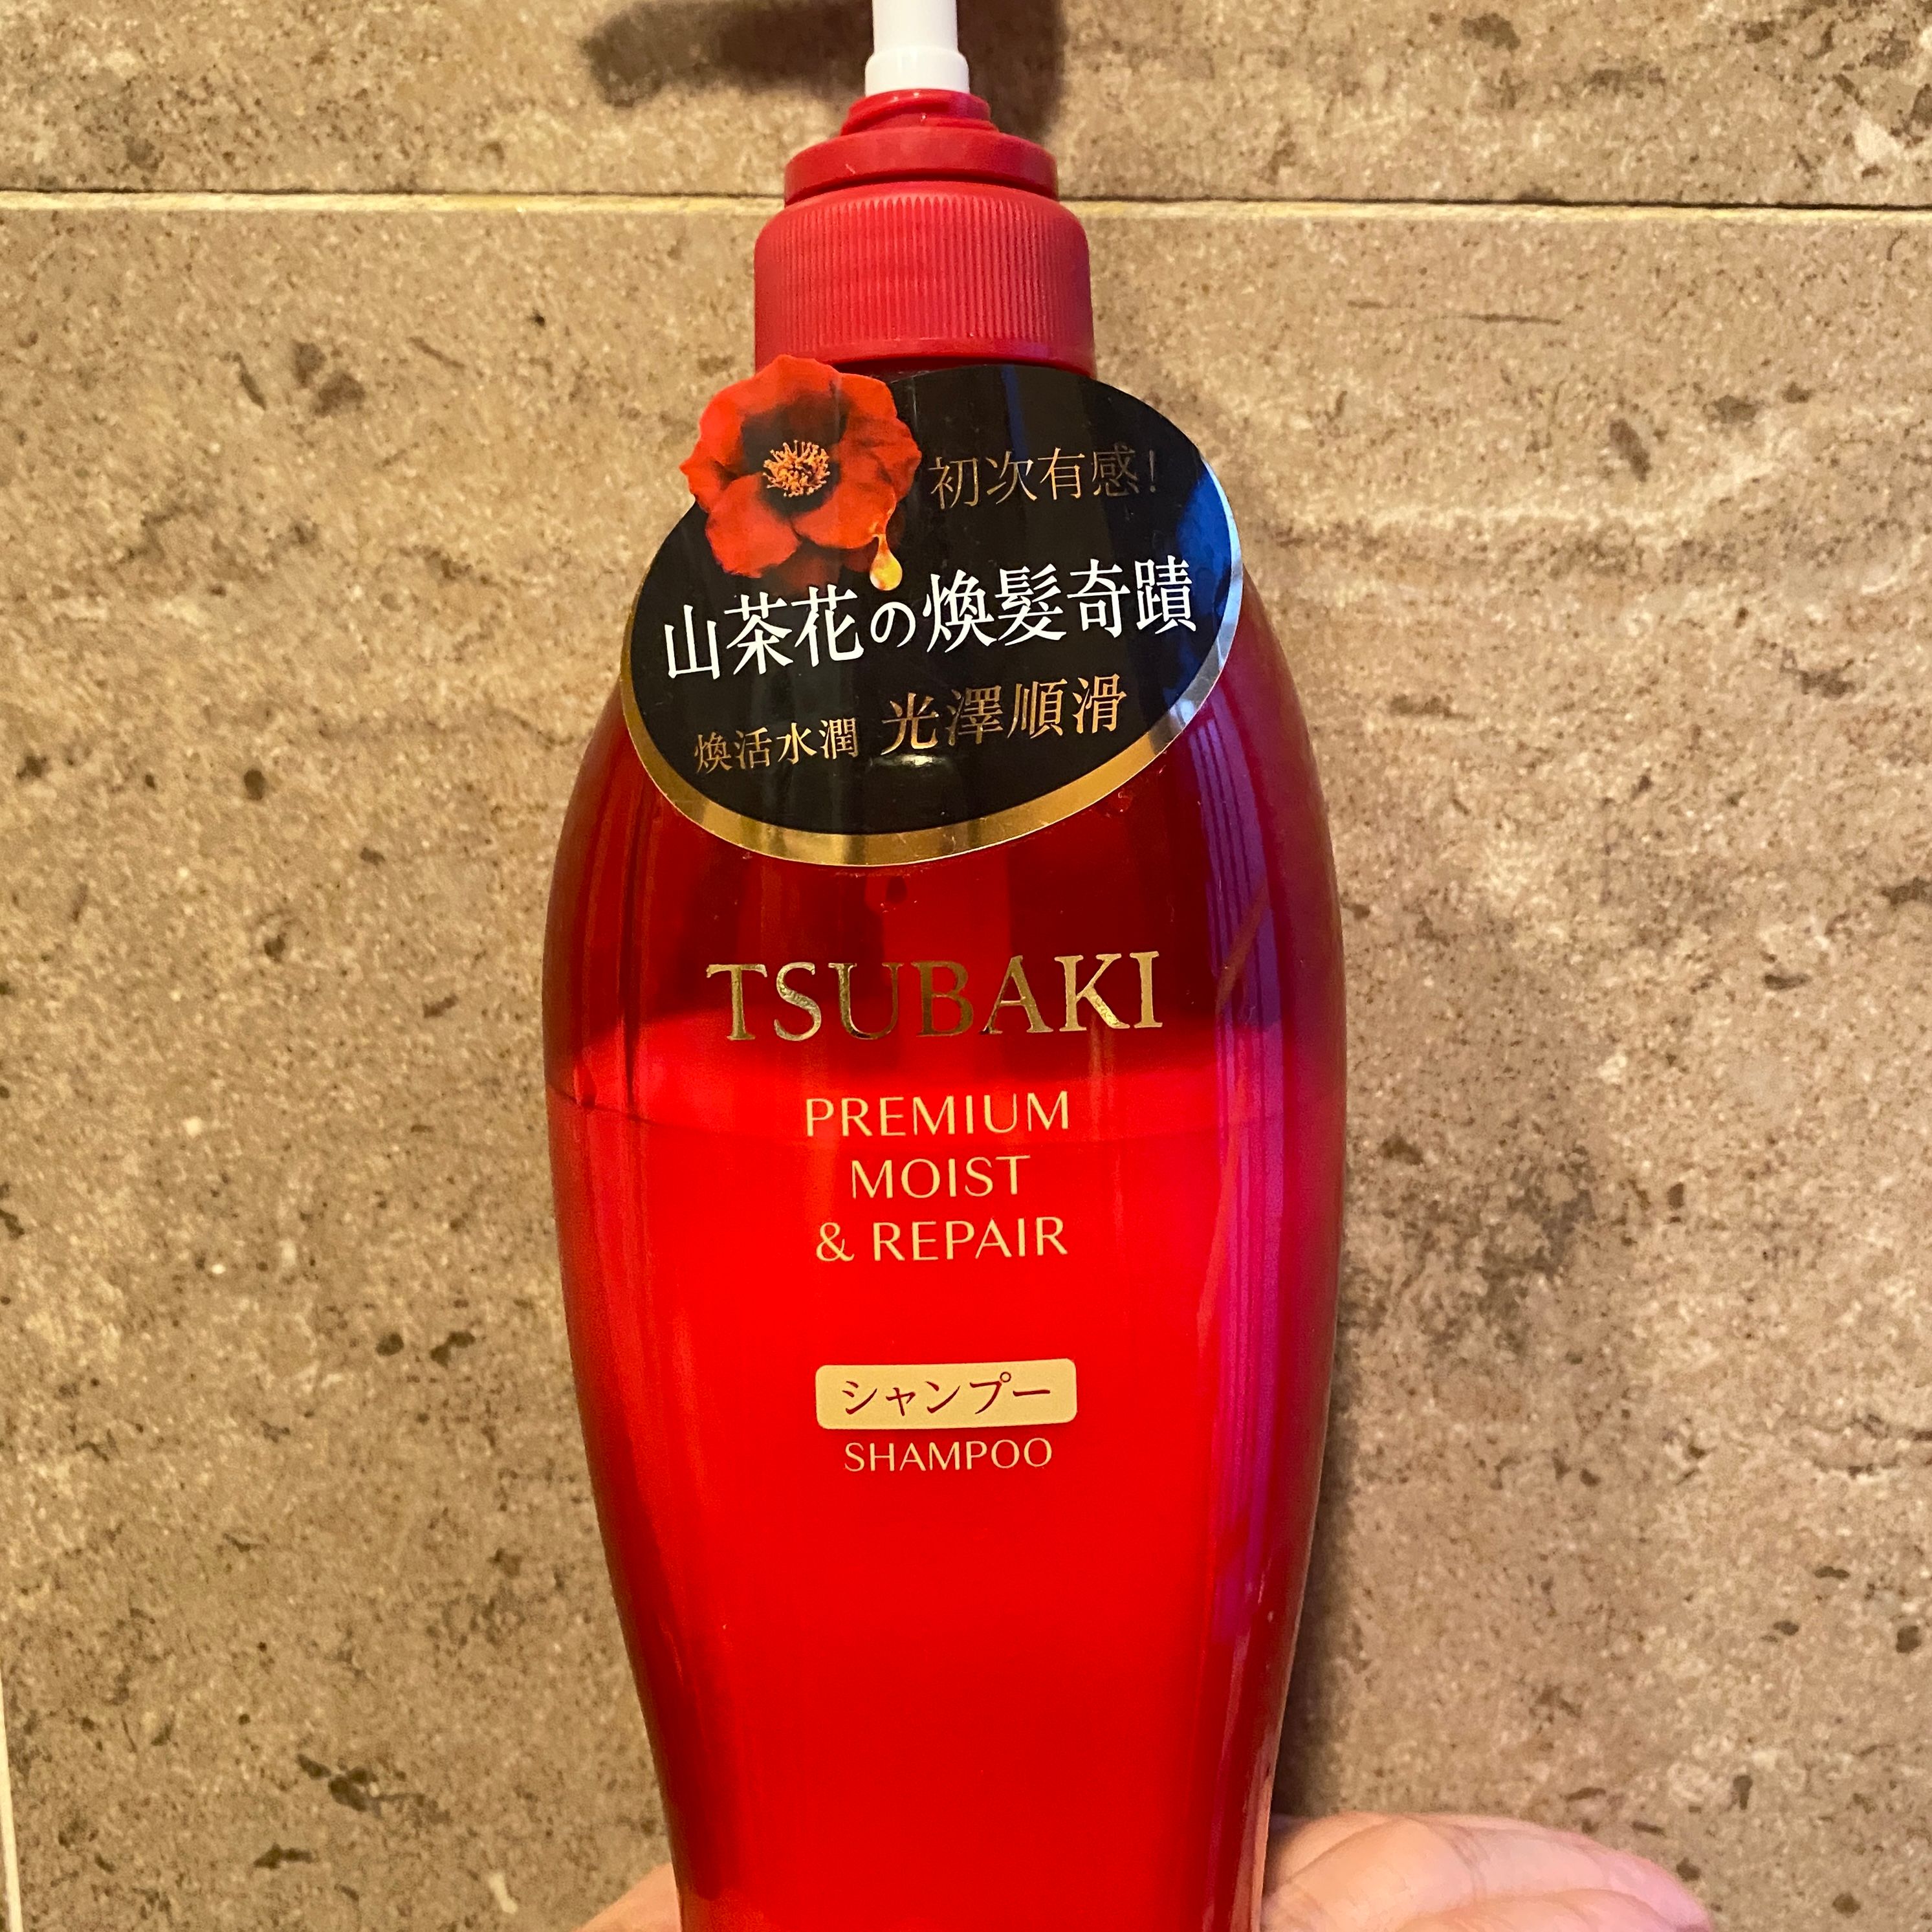 初次有感!
山茶花の煥髮奇蹟
煥活水潤 光澤順滑
TSUBAKI
PREMIUM
MOIST
& REPAIR
シャンプー
SHAMPOO